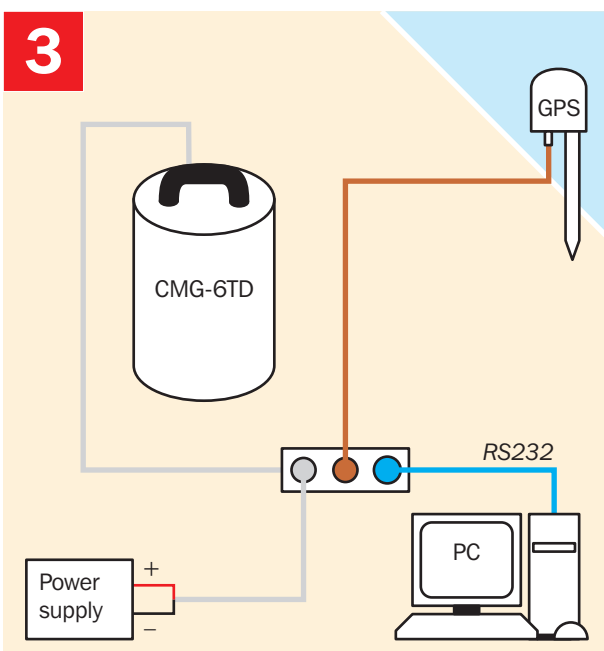 3
GPS
CMG-6TD
RS232
PC
Power
supply
+
–